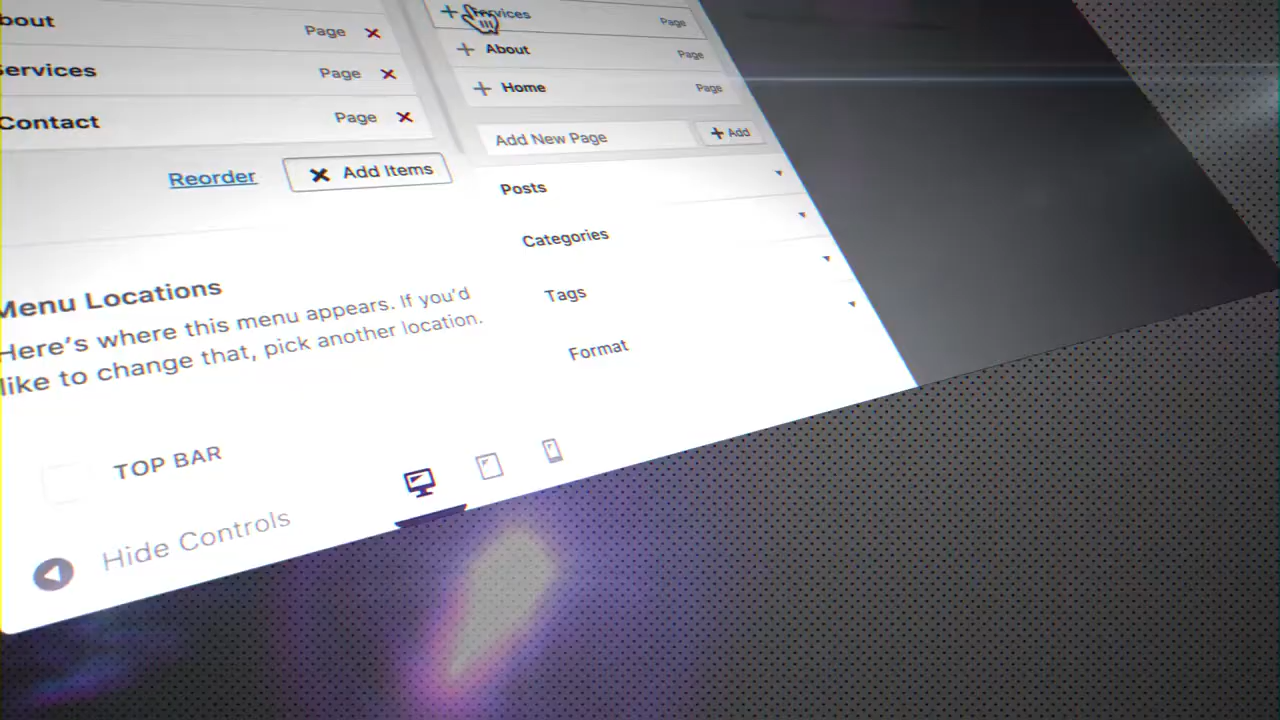 bout Page
ervices Page
Contact Page
Reorder Add Items
Menu Locations
Here's where this menu appears. If you'd
like to change that, pick another location.
TOP BAR
Hide Controls
Services Page
About Page
Home Page
Add New Page Add
Posts
Categories
Tags
Format